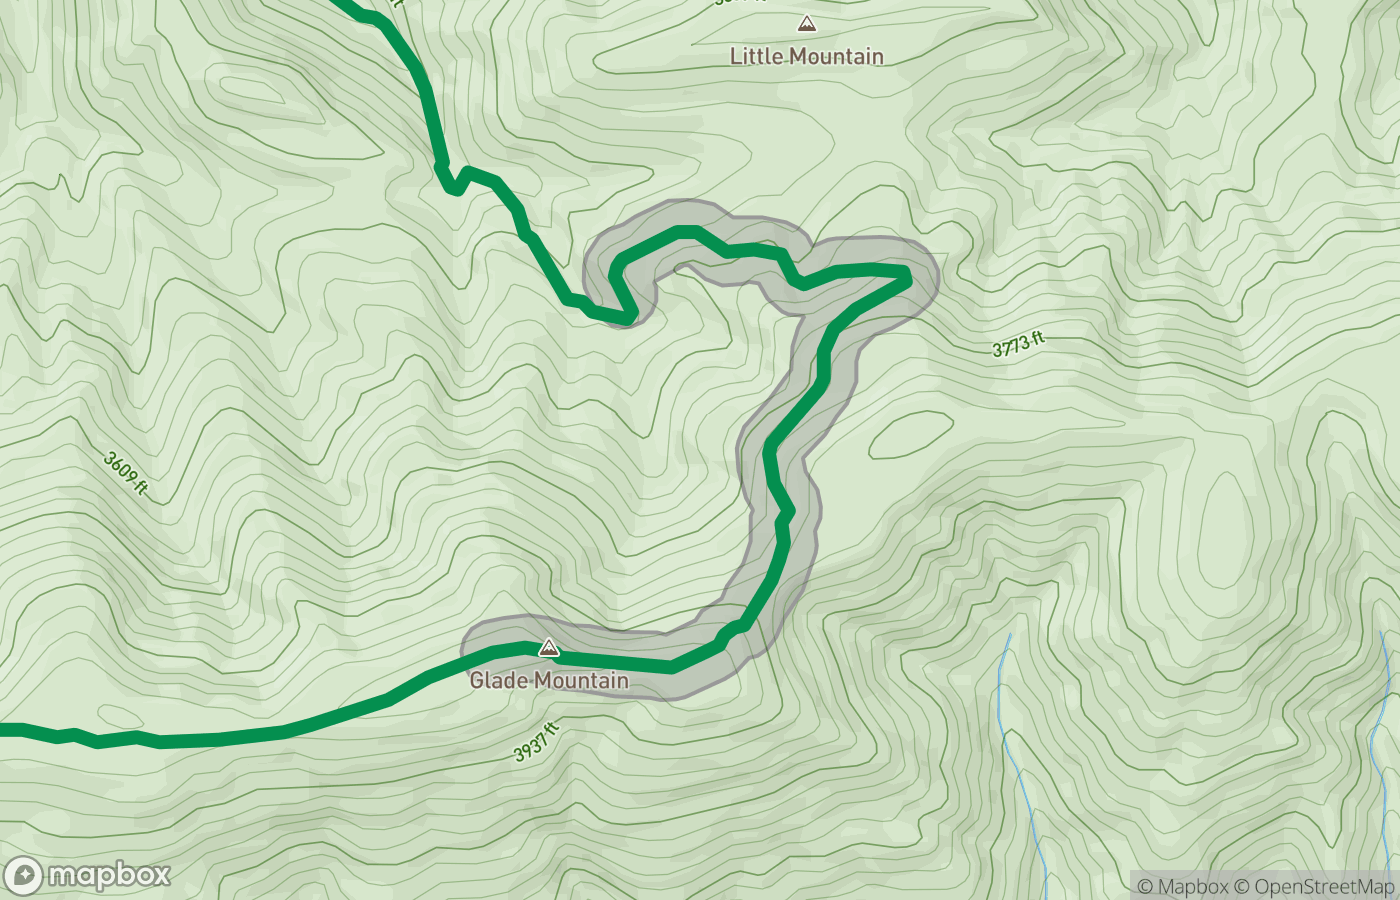 Little Mountain
3773 ft
3609 ft
Glade Mountain
3937 ft
mapbox
© Mapbox © OpenStreetMap